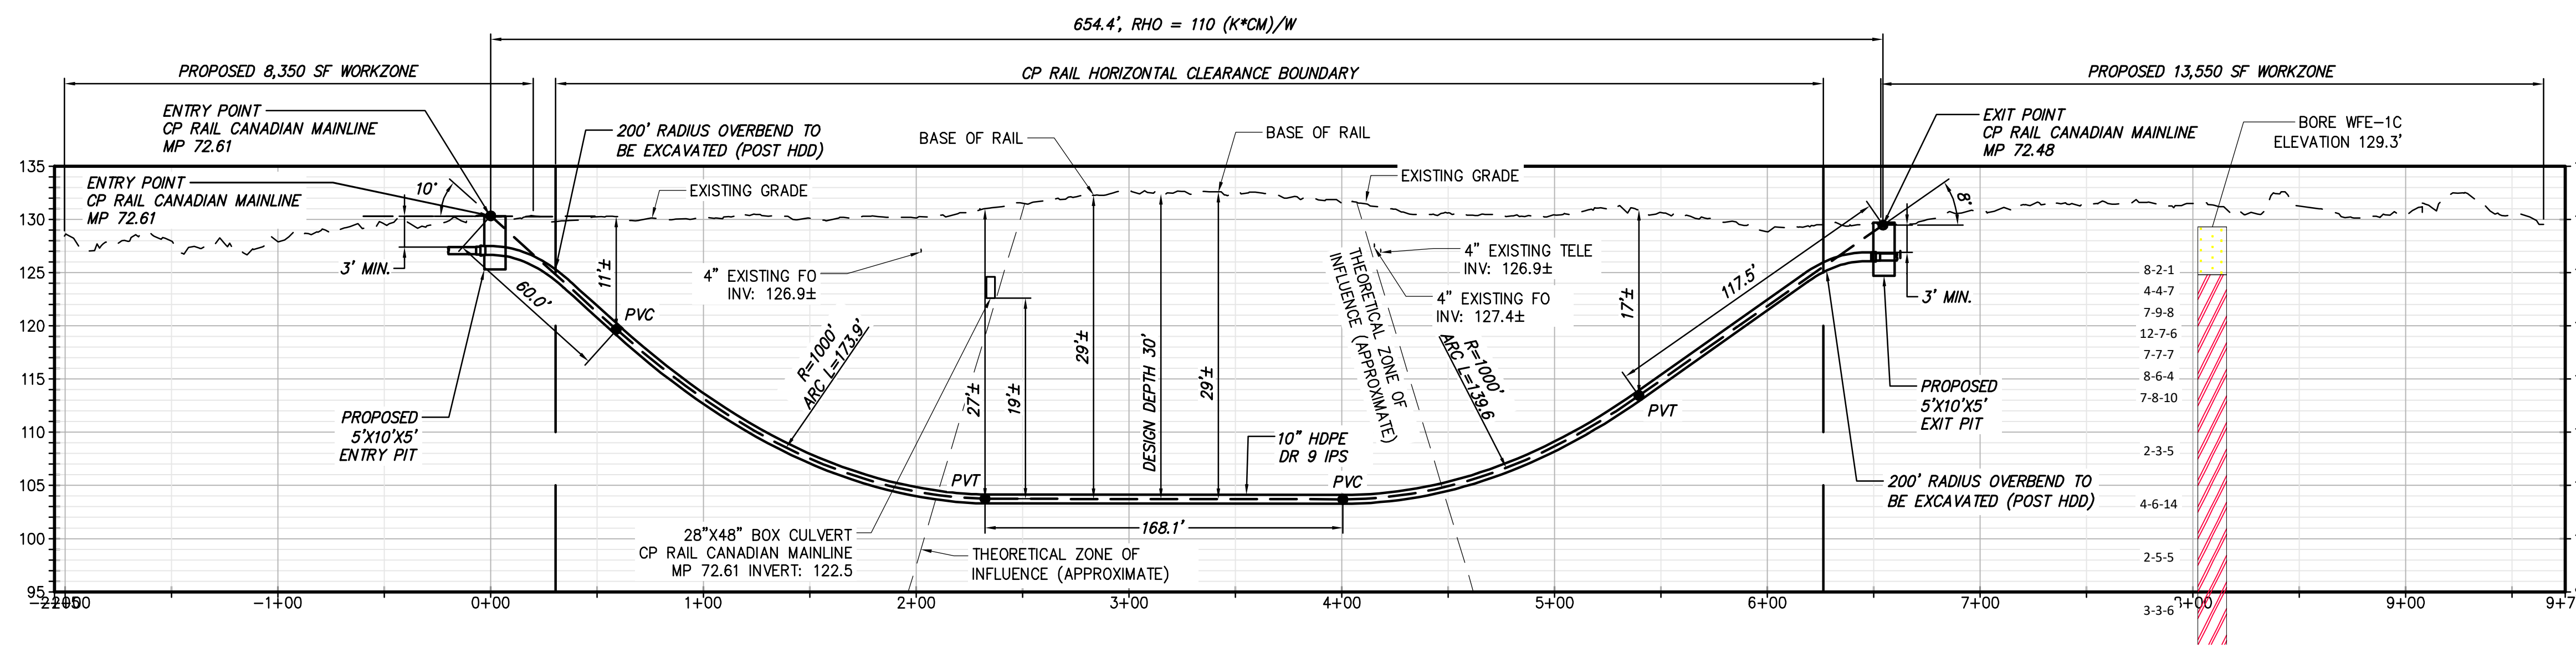 654.4', RHO = 110 (K*CM)/W
PROPOSED 8,350 SF WORKZONE
CP RAIL HORIZONTAL CLEARANCE BOUNDARY
PROPOSED 13,550 SF WORKZONE
ENTRY POINT
CP RAIL CANADIAN MAINLINE
MP 72.61
200' RADIUS OVERBEND TO
BE EXCAVATED (POST HDD)
BASE OF RAIL
BASE OF RAIL
EXIT POINT
CP RAIL CANADIAN MAINLINE
MP 72.48
BORE WFE-1C
ELEVATION 129.3'
135
130
125
120
115
110
105
100
95
ENTRY POINT
CP RAIL CANADIAN MAINLINE
MP 72.61
10°
EXISTING GRADE
EXISTING GRADE
8°
3' MIN.
60.0'
11'±
PVC
4" EXISTING FO
INV: 126.9±
R=1000'
ARC L=173.9'
27'±
19'±
29'±
DESIGN DEPTH 30'
29'±
THEORETICAL ZONE OF
INFLUENCE (APPROXIMATE)
4" EXISTING TELE
INV: 126.9±
4" EXISTING FO
INV: 127.4±
R=1000'
ARC L=139.6
17'±
117.5'
PVT
3' MIN.
PROPOSED
5'X10'X5'
ENTRY PIT
PROPOSED
5'X10'X5'
EXIT PIT
10" HDPE
DR 9 IPS
PVT
PVC
168.1'
200' RADIUS OVERBEND TO
BE EXCAVATED (POST HDD)
28"X48" BOX CULVERT
CP RAIL CANADIAN MAINLINE
MP 72.61 INVERT: 122.5
THEORETICAL ZONE OF
INFLUENCE (APPROXIMATE)
8-2-1
4-4-7
7-9-8
12-7-6
7-7-7
8-6-4
7-8-10
2-3-5
4-6-14
2-5-5
3-3-6
-1+00
0+00
1+00
2+00
3+00
4+00
5+00
6+00
7+00
9+00
9+7